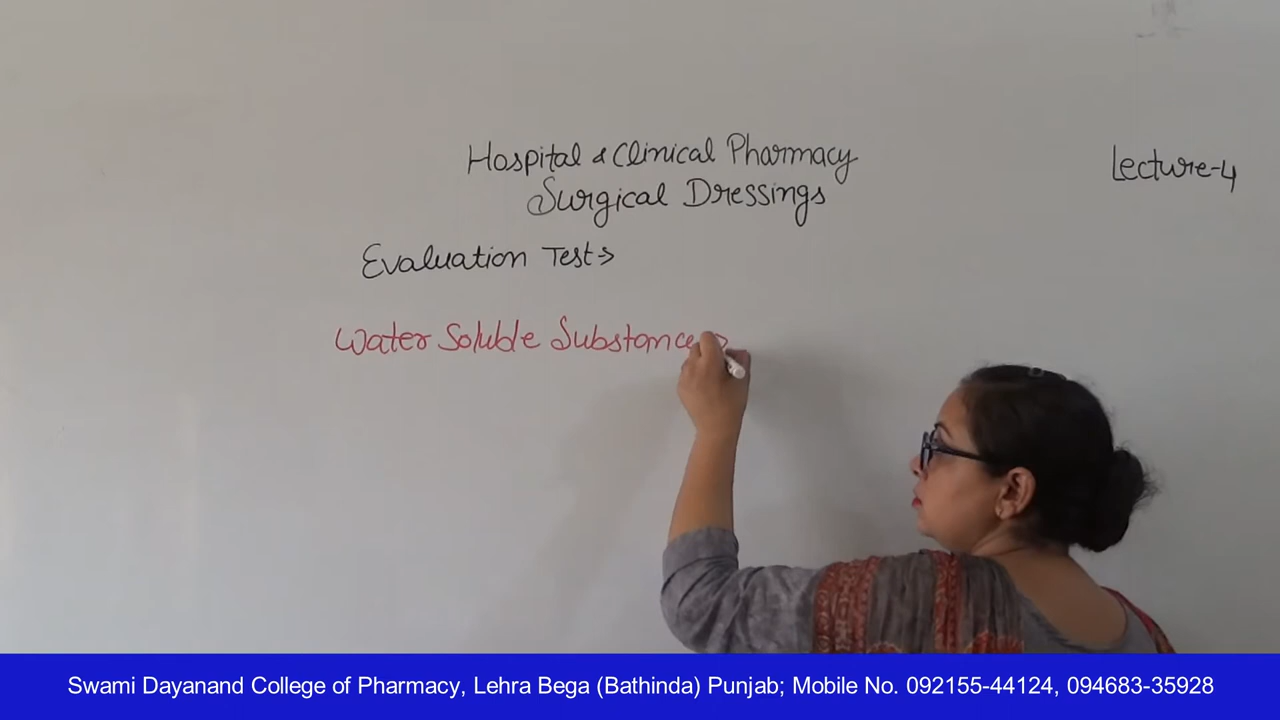 Hospital & Clinical Pharmacy
Lecture-4
Surgical Dressings
Evaluation Test →
Water Soluble Substance
Swami Dayanand College of Pharmacy, Lehra Bega (Bathinda) Punjab; Mobile No. 092155-44124, 094683-35928